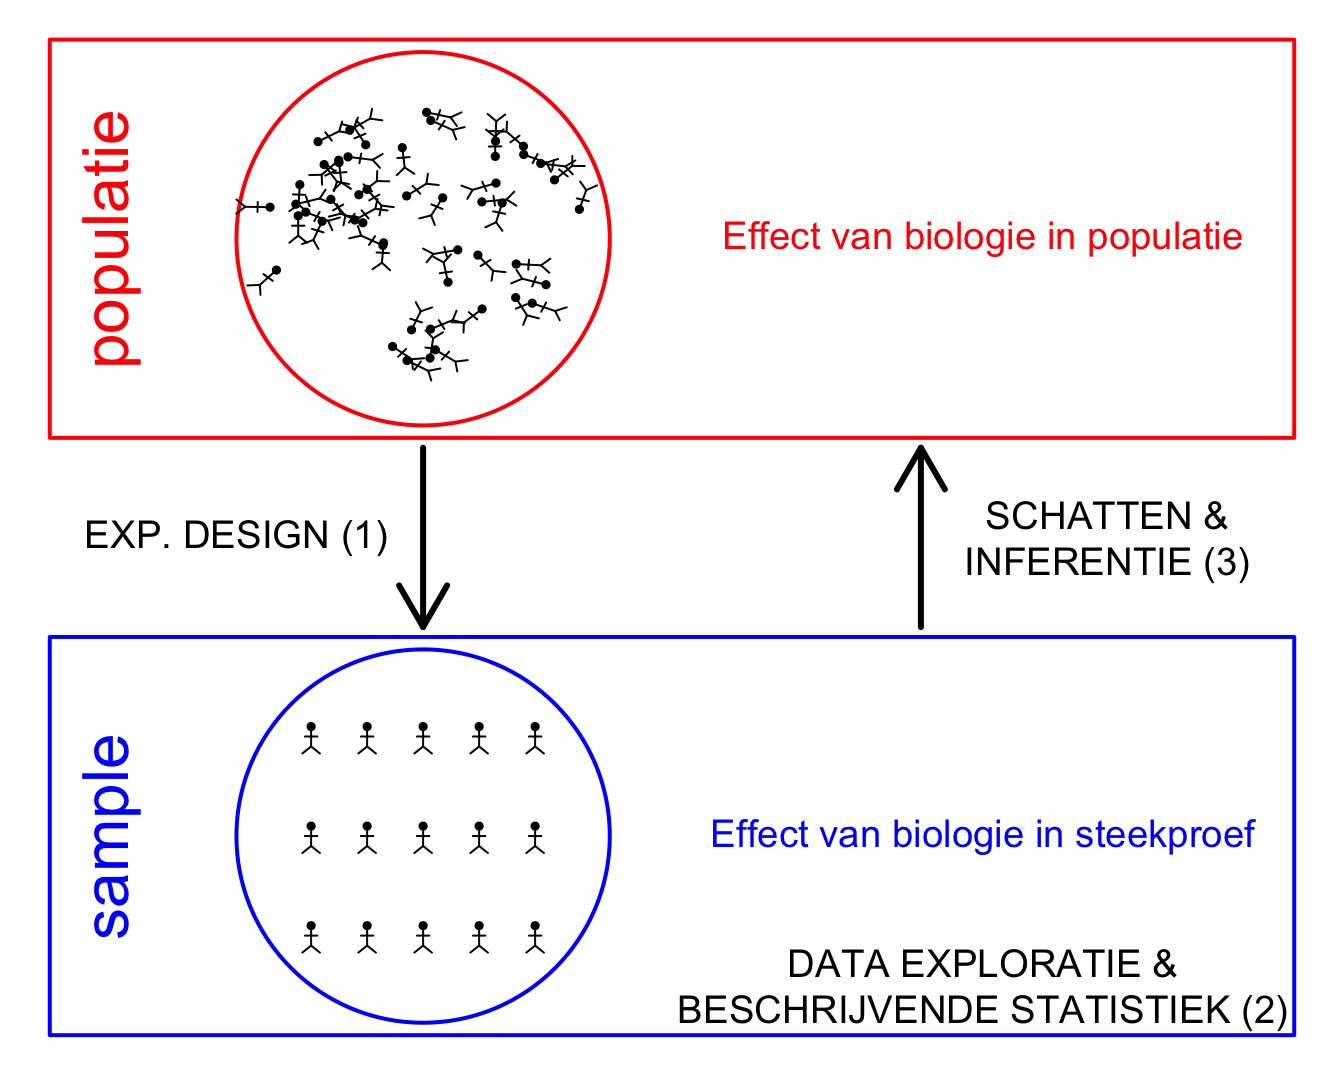 populatie
Effect van biologie in populatie
EXP. DESIGN (1)
SCHATTEN &
INFERENTIE (3)
sample
Effect van biologie in steekproef
DATA EXPLORATIE &
BESCHRIJVENDE STATISTIEK (2)